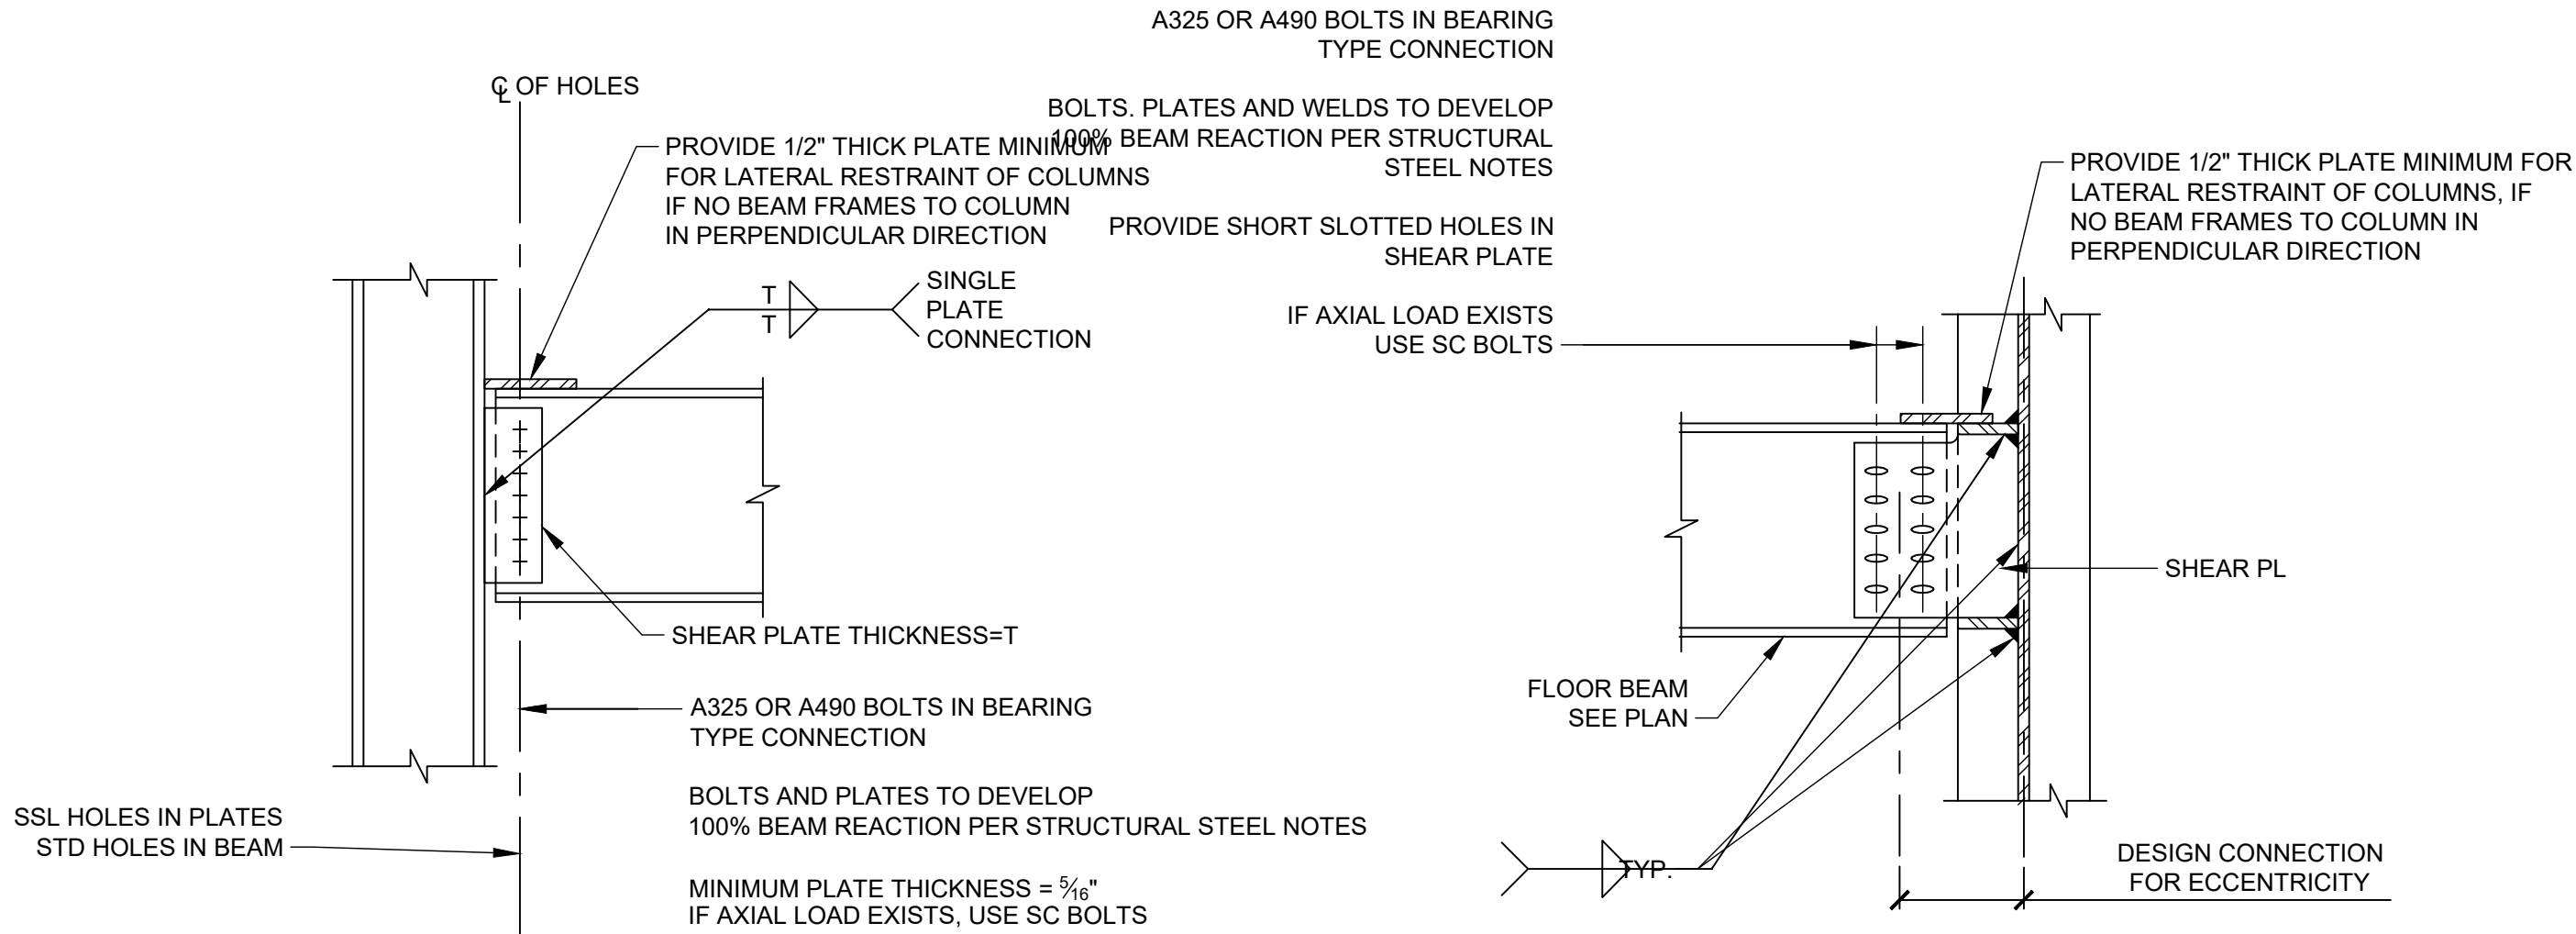 ℄ OF HOLES
PROVIDE 1/2" THICK PLATE MINIMUM
FOR LATERAL RESTRAINT OF COLUMNS
IF NO BEAM FRAMES TO COLUMN
IN PERPENDICULAR DIRECTION
T
T
SINGLE
PLATE
CONNECTION
SHEAR PLATE THICKNESS=T
A325 OR A490 BOLTS IN BEARING
TYPE CONNECTION
BOLTS AND PLATES TO DEVELOP
100% BEAM REACTION PER STRUCTURAL STEEL NOTES
MINIMUM PLATE THICKNESS = 5⁄16"
IF AXIAL LOAD EXISTS, USE SC BOLTS
SSL HOLES IN PLATES
STD HOLES IN BEAM
A325 OR A490 BOLTS IN BEARING
TYPE CONNECTION
BOLTS. PLATES AND WELDS TO DEVELOP
100% BEAM REACTION PER STRUCTURAL
STEEL NOTES
PROVIDE SHORT SLOTTED HOLES IN
SHEAR PLATE
IF AXIAL LOAD EXISTS
USE SC BOLTS
PROVIDE 1/2" THICK PLATE MINIMUM FOR
LATERAL RESTRAINT OF COLUMNS, IF
NO BEAM FRAMES TO COLUMN IN
PERPENDICULAR DIRECTION
SHEAR PL
FLOOR BEAM
SEE PLAN
TYP.
DESIGN CONNECTION
FOR ECCENTRICITY